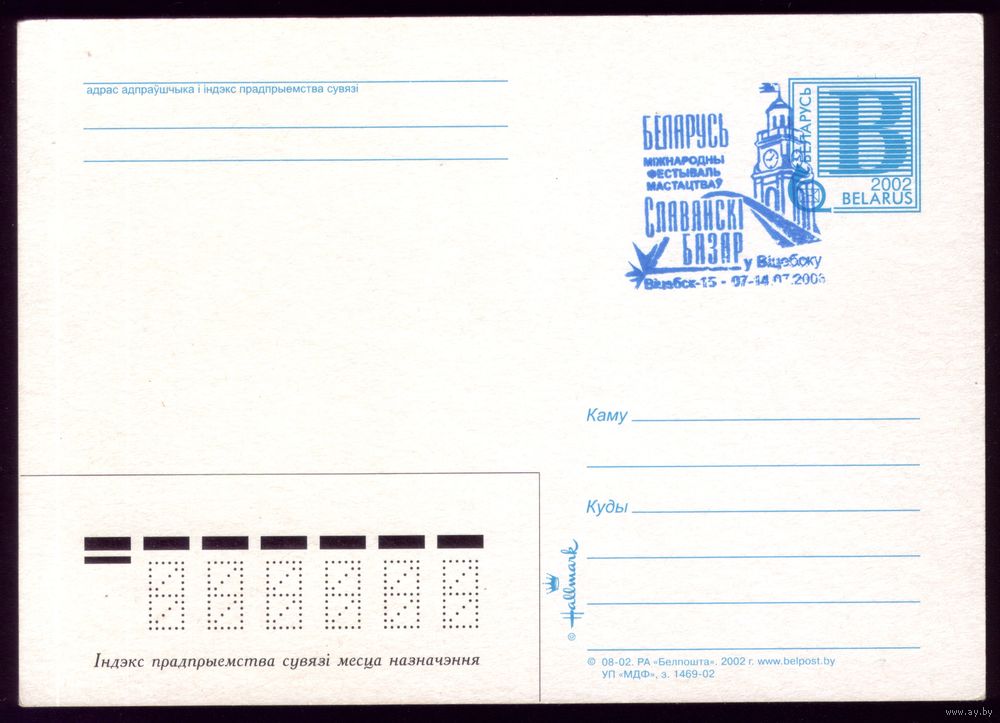 адрас адпраўшчыка і індэкс прадпрыемства сувязі
БЕЛАРУСЬ
МІЖНАРОДНЫ
ФЕСТЫВАЛЬ
МАСТАЦТВАЎ
СЛАВЯНСКІ
БАЗАР
у Віцебску
Віцебск-15 - 07-14.07.2003
БЕЛАРУСЬ
B
2002
BELARUS
Каму
Куды
© Hallmark
Індэкс прадпрыемства сувязі месца назначэння
© 08-02. РА «Белпошта». 2002 г. www.belpost.by
УП «МДФ», з. 1469-02
www.ay.by